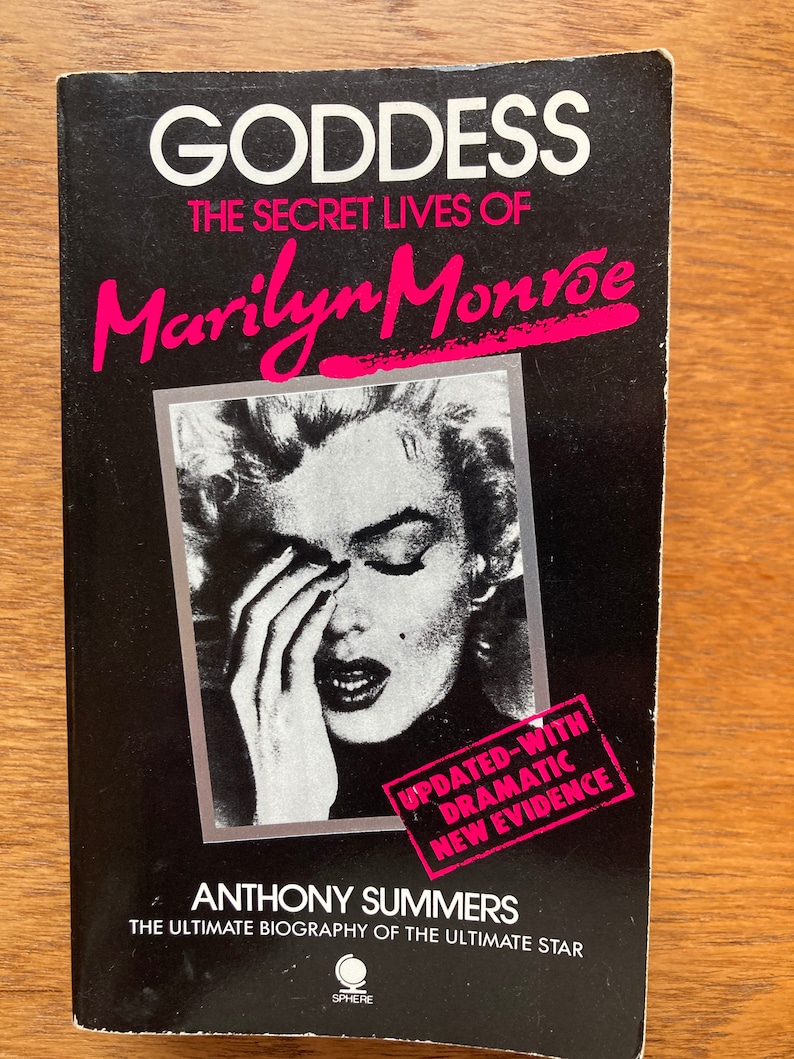 GODDESS
THE SECRET LIVES OF
Marilyn Monroe
UPDATED-WITH
DRAMATIC
NEW EVIDENCE
ANTHONY SUMMERS
THE ULTIMATE BIOGRAPHY OF THE ULTIMATE STAR
SPHERE